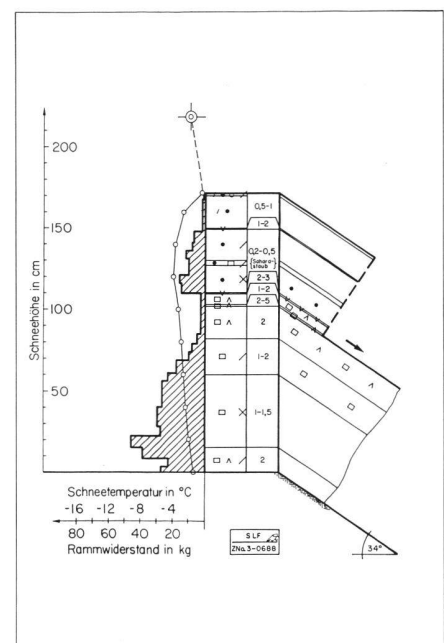 Schneehöhe in cm
200
150
100
50
0,5-1
1-2
0,2-0,5
{Sahara-}
{staub}
2-3
1-2
2-5
2
1-2
1-1,5
2
Schneetemperatur in °C
-16 -12 -8 -4
80 60 40 20
Rammwiderstand in kg
SLF
ZNa.3-0688
34°